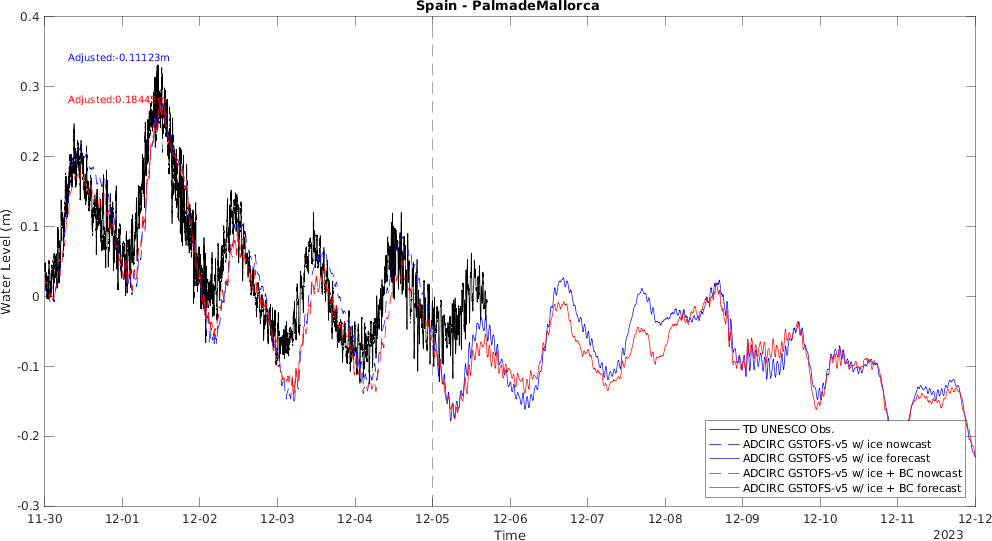 Spain - PalmadeMallorca
Adjusted:-0.11123m
Water Level (m)
0.4
0.3
0.2
0.1
0
-0.1
-0.2
-0.3
TD UNESCO Obs.
ADCIRC GSTOFS-v5 w/ ice nowcast
ADCIRC GSTOFS-v5 w/ ice forecast
ADCIRC GSTOFS-v5 w/ ice + BC nowcast
ADCIRC GSTOFS-v5 w/ ice + BC forecast
11-30 12-01 12-02 12-03 12-04 12-05 12-06 12-07 12-08 12-09 12-10 12-11 12-12
Time
2023